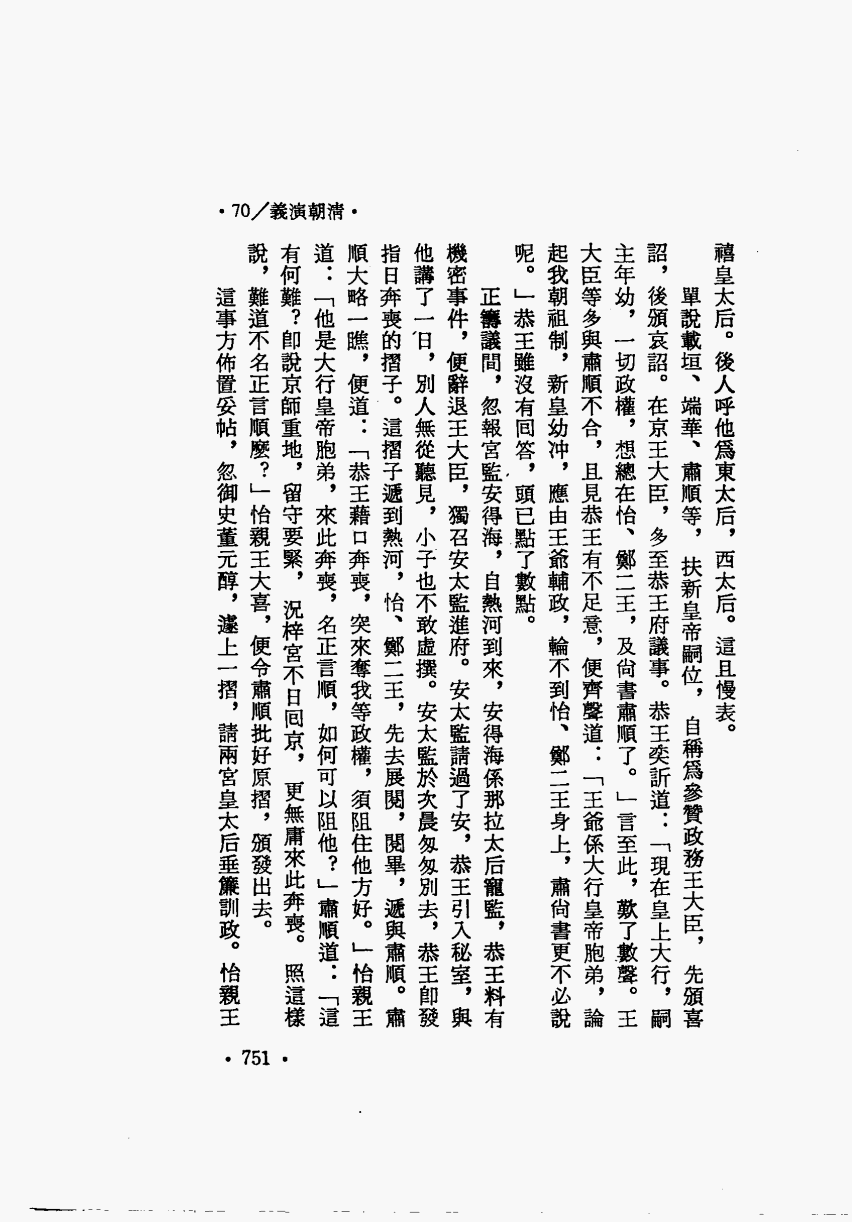 ·70/義演朝清·
禧皇太后。後人呼他爲東太后,西太后。這且慢表。
單說載垣、端華、肅順等,扶新皇帝嗣位,自稱爲參贊政務王大臣,先頒喜
詔,後頒哀詔。在京王大臣,多至恭王府議事。恭王奕訢道:「現在皇上大行,嗣
主年幼,一切政權,想總在怡、鄭二王,及尙書肅順了。」言至此,歎了數聲。王
大臣等多與肅順不合,且見恭王有不足意,便齊聲道:「王爺係大行皇帝胞弟,論
起我朝祖制,新皇幼冲,應由王爺輔政,輪不到怡、鄭二王身上,肅尙書更不必說
呢。」恭王雖沒有囘答,頭已點了數點。
正籌議間,忽報宮監安得海,自熱河到來,安得海係那拉太后寵監,恭王料有
機密事件,便辭退王大臣,獨召安太監進府。安太監請過了安,恭王引入秘室,與
他講了一日,別人無從聽見,小子也不敢虛撰。安太監於次晨匆匆別去,恭王卽發
指日奔喪的摺子。這摺子遞到熱河,怡、鄭二王,先去展閱,閱畢,遞與肅順。肅
順大略一瞧,便道:「恭王藉口奔喪,突來奪我等政權,須阻住他方好。」怡親王
道:「他是大行皇帝胞弟,來此奔喪,名正言順,如何可以阻他?」肅順道:「這
有何難?卽說京師重地,留守要緊,況梓宮不日囘京,更無庸來此奔喪。照這樣
說,難道不名正言順麽?」怡親王大喜,便令肅順批好原摺,頒發出去。
這事方佈置妥帖,忽御史董元醇,遽上一摺,請兩宮皇太后垂簾訓政。怡親王
·751·